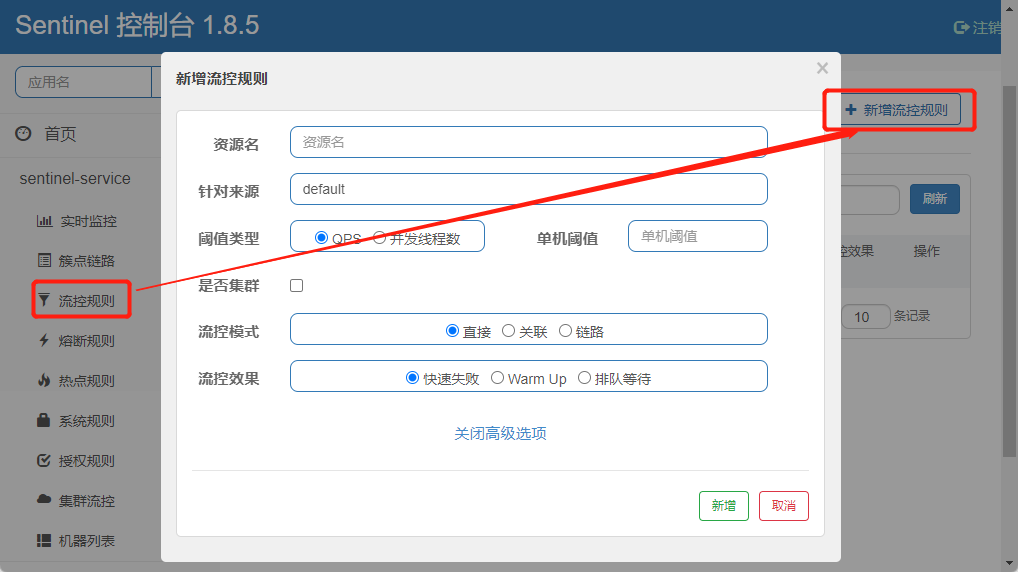 Sentinel 控制台 1.8.5
注销
应用名
首页
sentinel-service
实时监控
簇点链路
流控规则
熔断规则
热点规则
系统规则
授权规则
集群流控
机器列表
新增流控规则
×
资源名 资源名
针对来源 default
阈值类型 QPS 并发线程数 单机阈值 单机阈值
是否集群
流控模式 直接 关联 链路
流控效果 快速失败 Warm Up 排队等待
关闭高级选项
新增 取消
+ 新增流控规则
刷新
控效果 操作
10 条记录